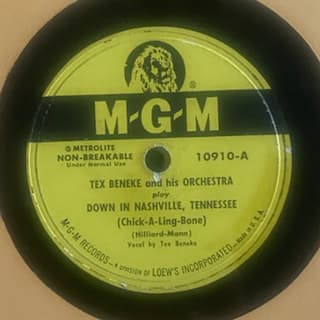 ®
M-G-M
® METROLITE
NON-BREAKABLE
Under Normal Use
10910-A
TEX BENEKE and his ORCHESTRA
play
DOWN IN NASHVILLE, TENNESSEE
(Chick-A-Ling-Bone)
(Hilliard-Mann)
Vocal by Tex Beneke
M-G-M RECORDS — A DIVISION OF LOEW'S INCORPORATED — Made in U.S.A.